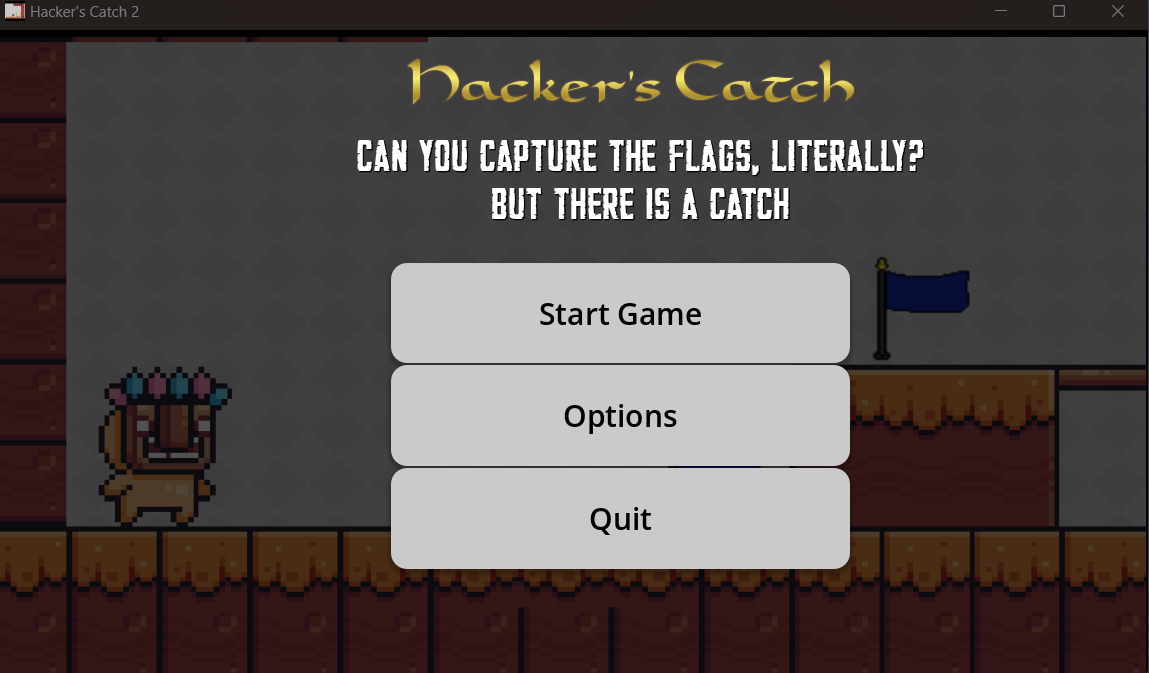 Hacker's Catch 2
Hacker's Catch
CAN YOU CAPTURE THE FLAGS, LITERALLY?
BUT THERE IS A CATCH
Start Game
Options
Quit